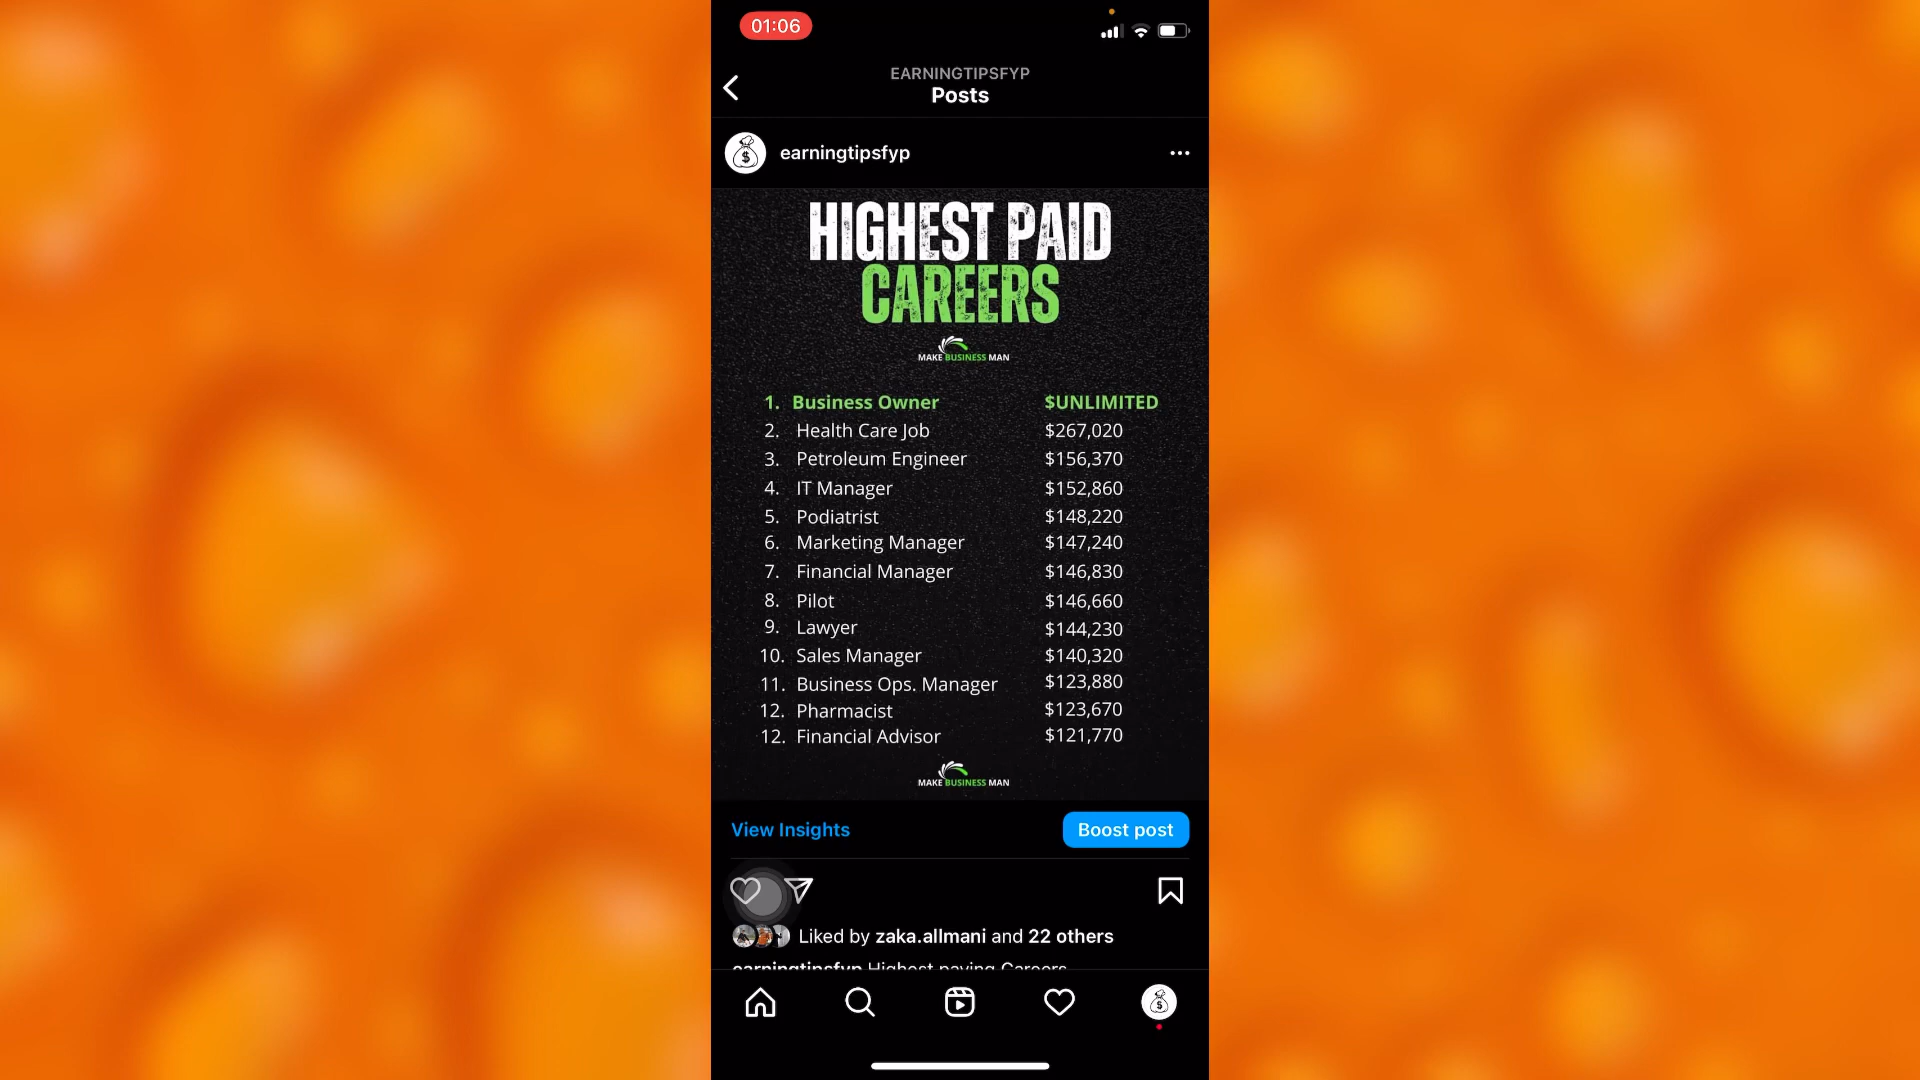 01:06
EARNINGTIPSFYP
Posts
earningtipsfyp
HIGHEST PAID
CAREERS
MAKE BUSINESS MAN
1. Business Owner $UNLIMITED
2. Health Care Job $267,020
3. Petroleum Engineer $156,370
4. IT Manager $152,860
5. Podiatrist $148,220
6. Marketing Manager $147,240
7. Financial Manager $146,830
8. Pilot $146,660
9. Lawyer $144,230
10. Sales Manager $140,320
11. Business Ops. Manager $123,880
12. Pharmacist $123,670
12. Financial Advisor $121,770
MAKE BUSINESS MAN
View Insights Boost post
Liked by zaka.allmani and 22 others
earningtipsfyp Highest paying Careers